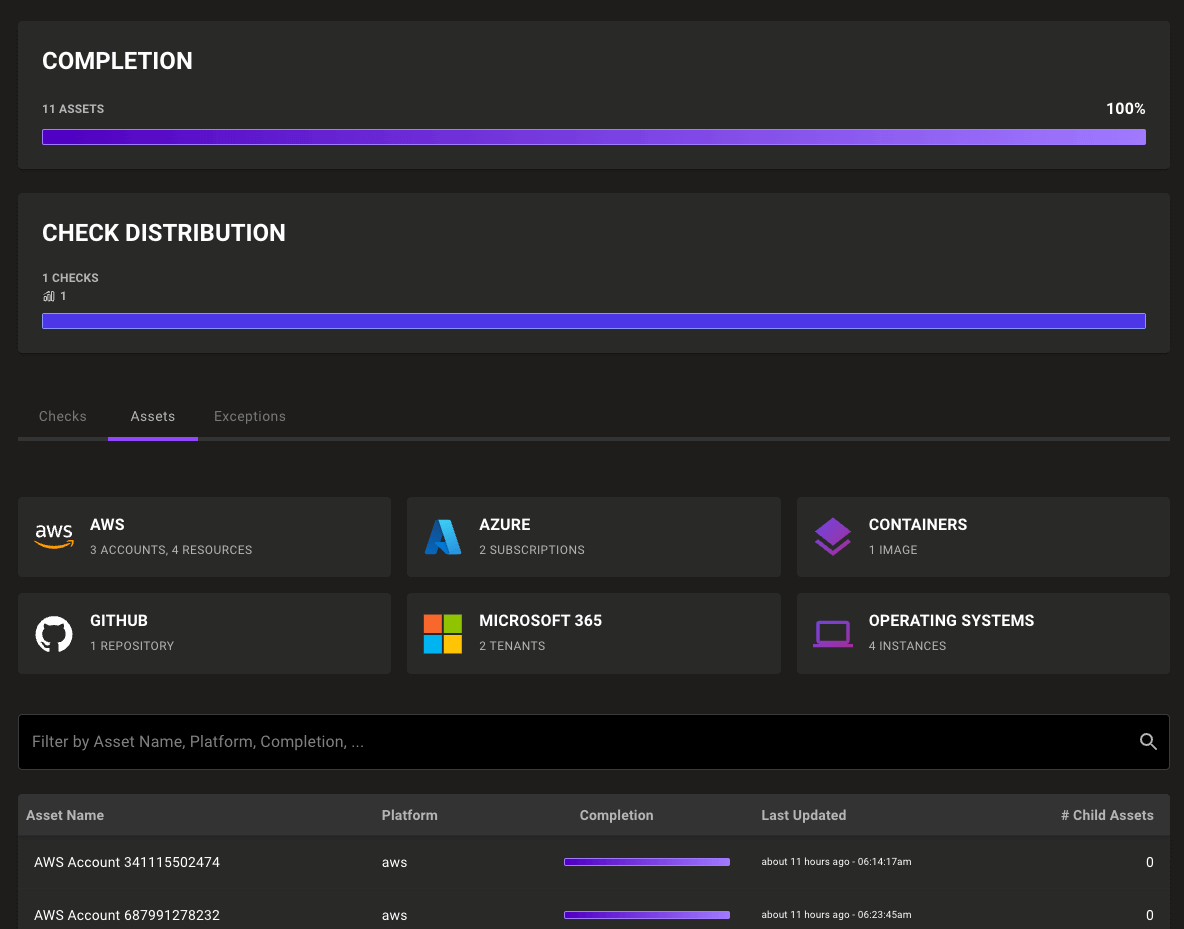 COMPLETION
11 ASSETS 100%
CHECK DISTRIBUTION
1 CHECKS
1
Checks Assets Exceptions
aws AWS
3 ACCOUNTS, 4 RESOURCES
AZURE
2 SUBSCRIPTIONS
CONTAINERS
1 IMAGE
GITHUB
1 REPOSITORY
MICROSOFT 365
2 TENANTS
OPERATING SYSTEMS
4 INSTANCES
Filter by Asset Name, Platform, Completion, ...
Asset Name Platform Completion Last Updated # Child Assets
AWS Account 341115502474 aws about 11 hours ago - 06:14:17am 0
AWS Account 687991278232 aws about 11 hours ago - 06:23:45am 0